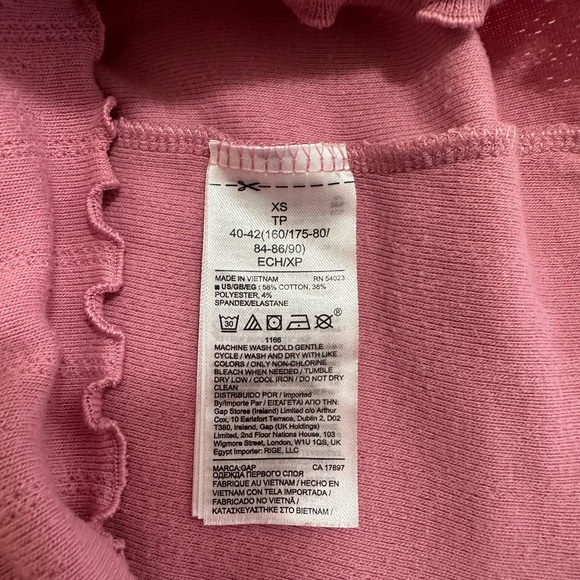 XS
TP
40-42(160/175-80/
84-86/90)
ECH/XP
MADE IN VIETNAM RN 54023
■ US/GB/EG : 58% COTTON, 38%
POLYESTER, 4%
SPANDEX/ELASTANE
30 ®
1166
MACHINE WASH COLD GENTLE
CYCLE / WASH AND DRY WITH LIKE
COLORS / ONLY NON-CHLORINE
BLEACH WHEN NEEDED / TUMBLE
DRY LOW / COOL IRON / DO NOT DRY
CLEAN
DISTRIBUIDO POR / Imported
By/Importe Par / ΕΙΣΑΓΕΤΑΙ ΑΠΟ ΤΗΝ:
Gap Stores (Ireland) Limited c/o Arthur
Cox, 10 Earlsfort Terrace, Dublin 2, D02
T380, Ireland, Gap (UK Holdings)
Limited, 2nd Floor Nations House, 103
Wigmore Street, London, W1U 1QS, UK
Egypt Importer: RIGE, LLC
MARCA:GAP CA 17897
ОДЕЖДА ПЕРВОГО СЛОЯ
FABRIQUE AU VIETNAM / HECHO EN
VIETNAM CON TELA IMPORTADA /
FABRICADO NO VIETNÃ /
ΚΑΤΑΣΚΕΥΑΣΤΗΚΕ ΣΤΟ ΒΙΕΤΝΑΜ /